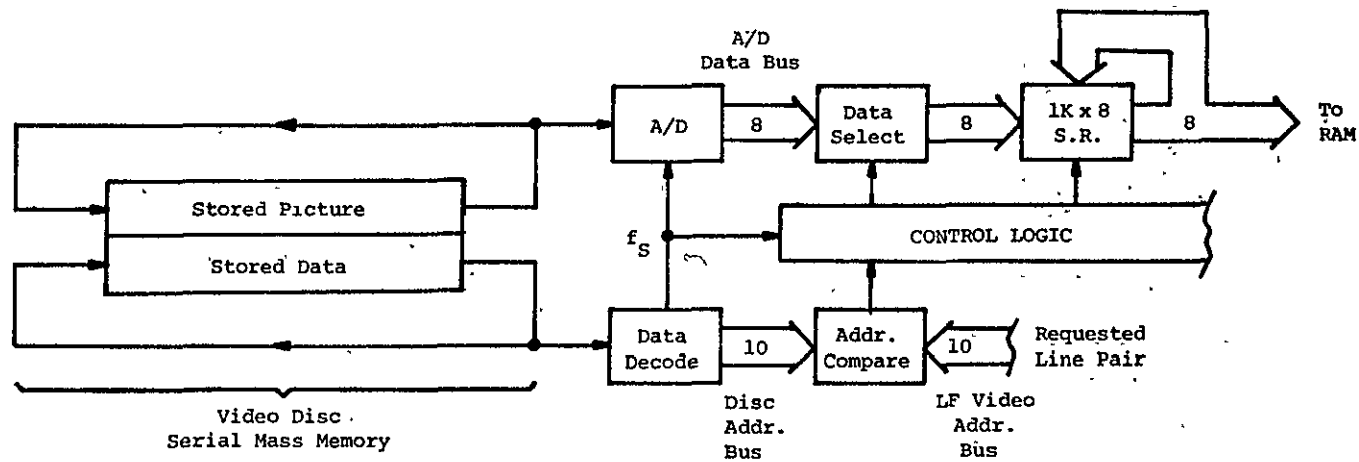 A/D
Data Bus
A/D
8
Data
Select
8
1K x 8
S.R.
8
To
RAM
Stored Picture
Stored Data
fS
CONTROL LOGIC
Data
Decode
10
Addr.
Compare
10
Requested
Line Pair
Video Disc
Serial Mass Memory
Disc
Addr.
Bus
LF Video
Addr.
Bus